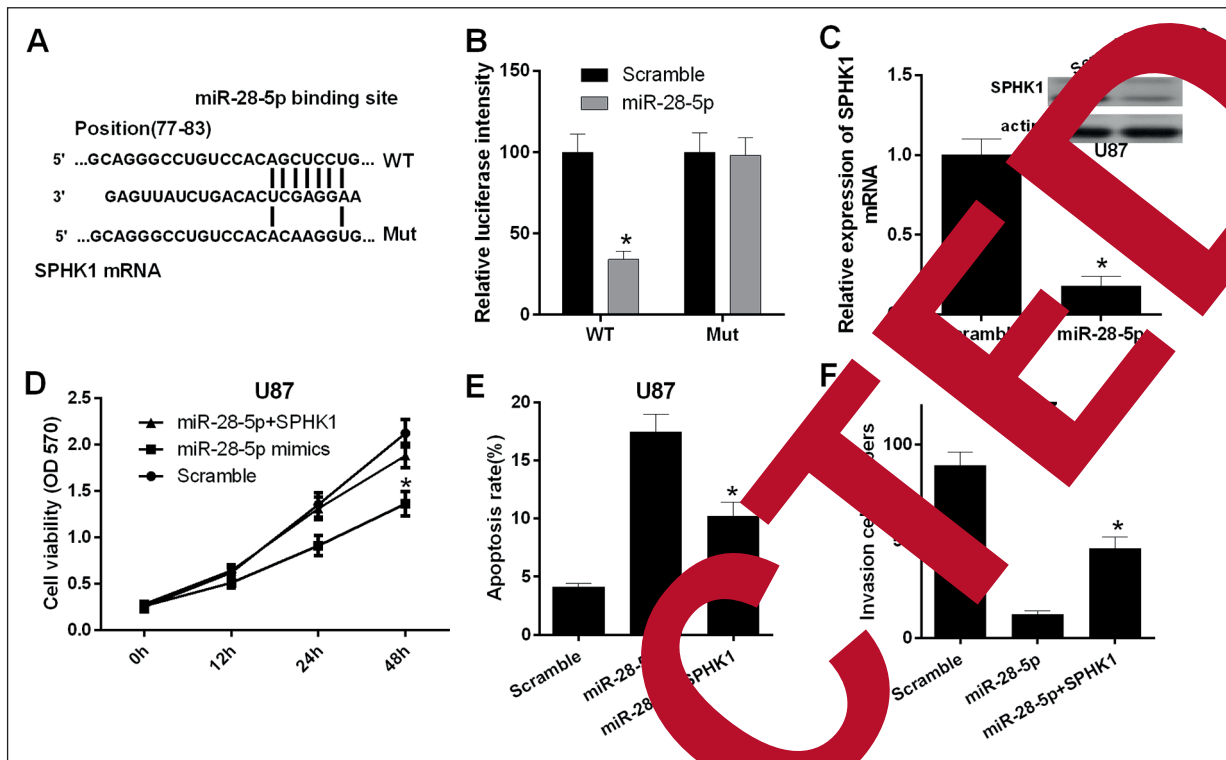 A
miR-28-5p binding site
Position(77-83)
5' ...GCAGGGCCUGUCCACAGCUCCUG... WT
3' GAGUUAUCUGACACUCGAGGAA
5' ...GCAGGGCCUGUCCACACAAGGUG... Mut
SPHK1 mRNA
B
Relative luciferase intensity
150
100
50
0
Scramble
miR-28-5p
*
WT
Mut
C
Relative expression of SPHK1
mRNA
1.5
1.0
0.5
SPHK1
U87
*
miR-28-5p
D
U87
Cell viability (OD 570)
2.5
2.0
1.5
1.0
0.5
0.0
miR-28-5p+SPHK1
miR-28-5p mimics
Scramble
*
0h
12h
24h
48h
E
U87
Apoptosis rate(%)
20
15
10
5
0
*
Scramble
F
100
0
Invasion
*
Scramble
miR-28-5p
miR-28-5p+SPHK1
CTED